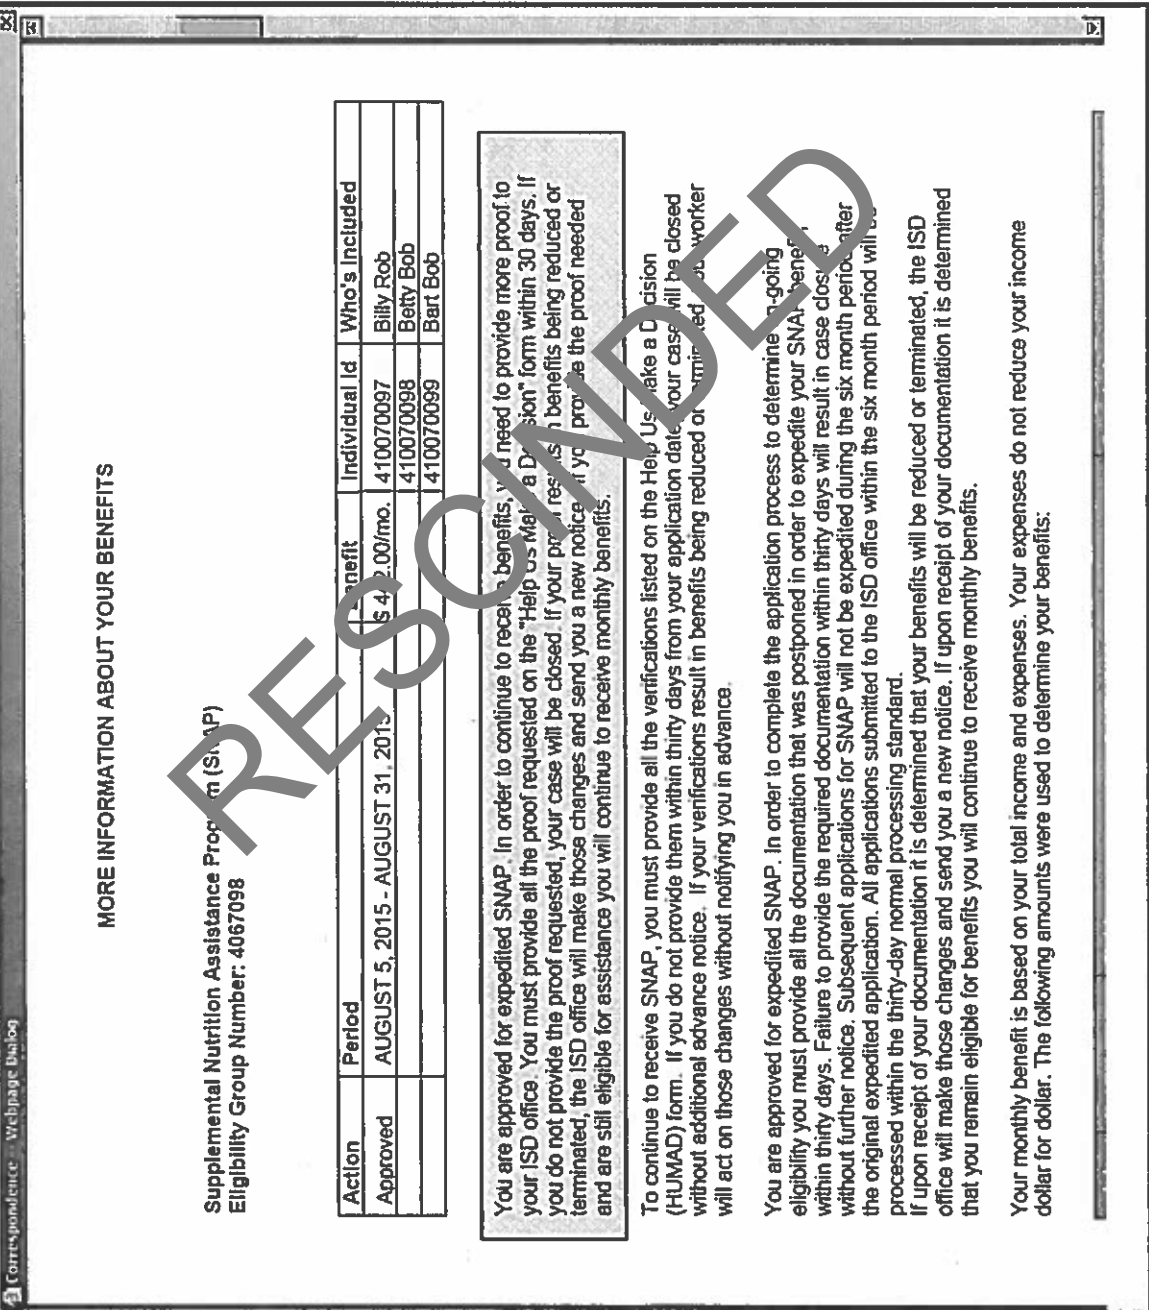 Correspondence - Webpage Dialog
MORE INFORMATION ABOUT YOUR BENEFITS
Supplemental Nutrition Assistance Program (SNAP)
Eligibility Group Number: 4067098
Action Period Benefit Individual Id Who's Included
Approved AUGUST 5, 2015 - AUGUST 31, 2015 $ 442.00/mo. 410070097 Billy Rob
410070098 Betty Bob
410070099 Bart Bob
You are approved for expedited SNAP. In order to continue to receive benefits, you need to provide more proof to
your ISD office. You must provide all the proof requested on the "Help Us Make a Decision" form within 30 days. If
you do not provide the proof requested, your case will be closed. If your proof results in benefits being reduced or
terminated, the ISD office will make those changes and send you a new notice. If you provide the proof needed
and are still eligible for assistance you will continue to receive monthly benefits.
To continue to receive SNAP, you must provide all the verifications listed on the Help Us Make a Decision
(HUMAD) form. If you do not provide them within thirty days from your application date, your case will be closed
without additional advance notice. If your verifications result in benefits being reduced or terminated, worker
will act on those changes without notifying you in advance.
You are approved for expedited SNAP. In order to complete the application process to determine on-going
eligibility you must provide all the documentation that was postponed in order to expedite your SNAP benefit,
within thirty days. Failure to provide the required documentation within thirty days will result in case closure
without further notice. Subsequent applications for SNAP will not be expedited during the six month period after
the original expedited application. All applications submitted to the ISD office within the six month period will be
processed within the thirty-day normal processing standard.
If upon receipt of your documentation it is determined that your benefits will be reduced or terminated, the ISD
office will make those changes and send you a new notice. If upon receipt of your documentation it is determined
that you remain eligible for benefits you will continue to receive monthly benefits.
Your monthly benefit is based on your total income and expenses. Your expenses do not reduce your income
dollar for dollar. The following amounts were used to determine your benefits:
RESCINDED